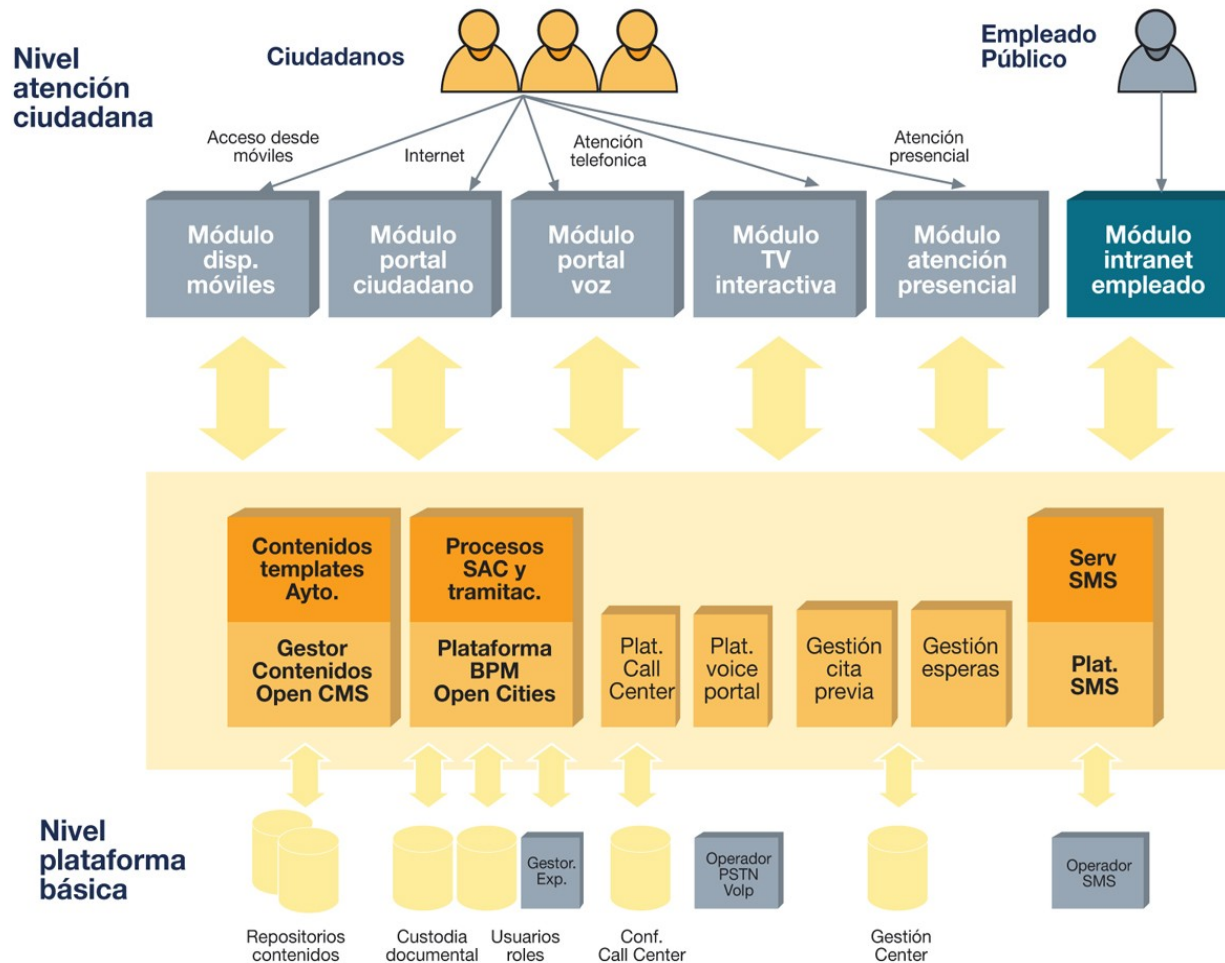 Nivel
atención
ciudadana
Ciudadanos
Empleado
Público
Acceso desde
móviles
Internet
Atención
telefonica
Atención
presencial
Módulo
disp.
móviles
Módulo
portal
ciudadano
Módulo
portal
voz
Módulo
TV
interactiva
Módulo
atención
presencial
Módulo
intranet
empleado
Contenidos
templates
Ayto.
Gestor
Contenidos
Open CMS
Procesos
SAC y
tramitac.
Plataforma
BPM
Open Cities
Plat.
Call
Center
Plat.
voice
portal
Gestión
cita
previa
Gestión
esperas
Serv
SMS
Plat.
SMS
Nivel
plataforma
básica
Gestor.
Exp.
Operador
PSTN
VoIp
Operador
SMS
Repositorios
contenidos
Custodia
documental
Usuarios
roles
Conf.
Call Center
Gestión
Center